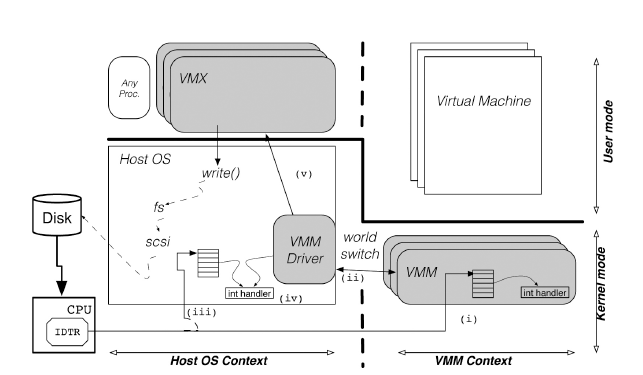 Any
Proc.
VMX
Virtual Machine
User mode
Host OS
write()
(v)
fs
Disk
scsi
VMM
Driver
world
switch
(ii)
VMM
Kernel mode
int handler
(iv)
int handler
CPU
IDTR
(iii)
(i)
Host OS Context
VMM Context